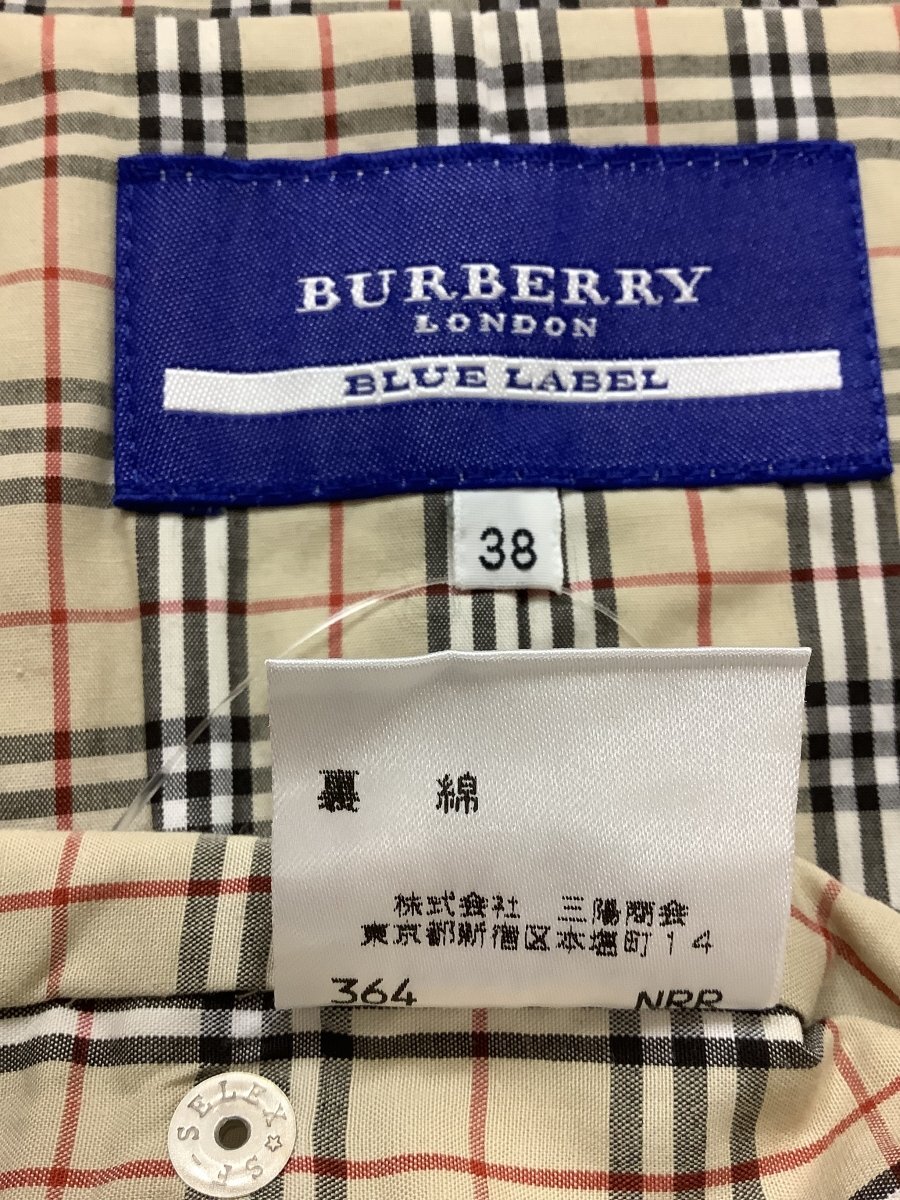 BURBERRY
LONDON
BLUE LABEL
38
裏 綿
株式会社 三陽商会
東京都新宿区本塩町14
364 NRR
SELEX☆SF-